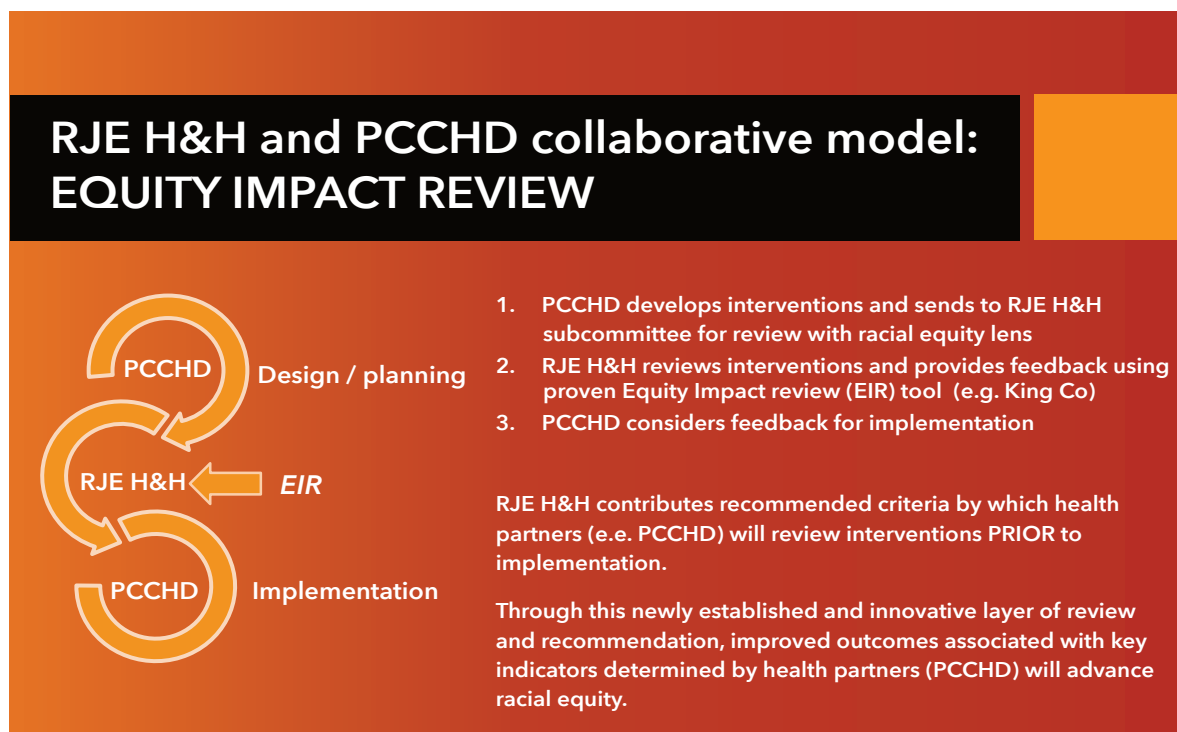 RJE H&H and PCCHD collaborative model:
EQUITY IMPACT REVIEW
PCCHD
Design / planning
RJE H&H
EIR
PCCHD
Implementation
1. PCCHD develops interventions and sends to RJE H&H
subcommittee for review with racial equity lens
2. RJE H&H reviews interventions and provides feedback using
proven Equity Impact review (EIR) tool (e.g. King Co)
3. PCCHD considers feedback for implementation
RJE H&H contributes recommended criteria by which health
partners (e.e. PCCHD) will review interventions PRIOR to
implementation.
Through this newly established and innovative layer of review
and recommendation, improved outcomes associated with key
indicators determined by health partners (PCCHD) will advance
racial equity.